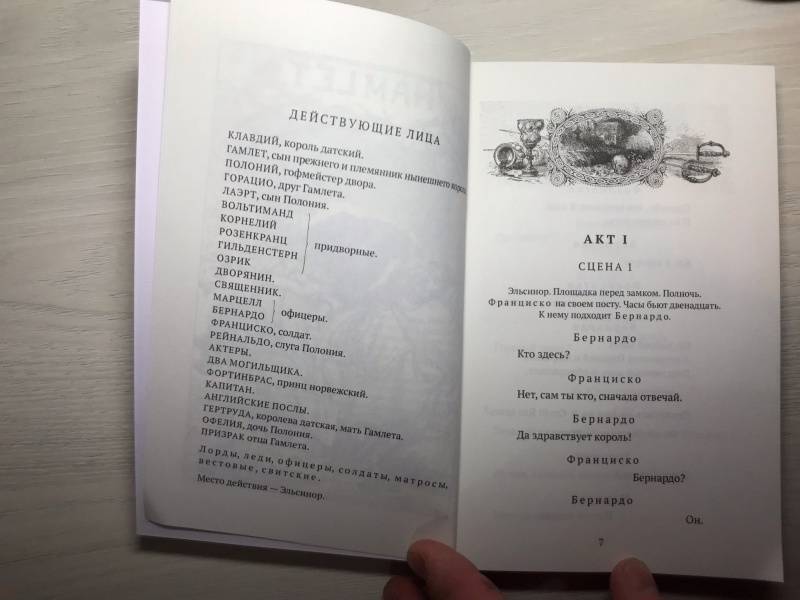 ДЕЙСТВУЮЩИЕ ЛИЦА
КЛАВДИЙ, король датский.
ГАМЛЕТ, сын прежнего и племянник нынешнего короля.
ПОЛОНИЙ, гофмейстер двора.
ГОРАЦИО, друг Гамлета.
ЛАЭРТ, сын Полония.
ВОЛЬТИМАНД
КОРНЕЛИЙ
РОЗЕНКРАНЦ
ГИЛЬДЕНСТЕРН
ОЗРИК
придворные.
ДВОРЯНИН.
СВЯЩЕННИК.
МАРЦЕЛЛ
БЕРНАРДО
офицеры.
ФРАНЦИСКО, солдат.
РЕЙНАЛЬДО, слуга Полония.
АКТЕРЫ.
ДВА МОГИЛЬЩИКА.
ФОРТИНБРАС, принц норвежский.
КАПИТАН.
АНГЛИЙСКИЕ ПОСЛЫ.
ГЕРТРУДА, королева датская, мать Гамлета.
ОФЕЛИЯ, дочь Полония.
ПРИЗРАК отца Гамлета.
Лорды, леди, офицеры, солдаты, матросы,
вестовые, свитские.
Место действия — Эльсинор.
АКТ I
СЦЕНА 1
Эльсинор. Площадка перед замком. Полночь.
Франциско на своем посту. Часы бьют двенадцать.
К нему подходит Бернардо.
Бернардо
Кто здесь?
Франциско
Нет, сам ты кто, сначала отвечай.
Бернардо
Да здравствует король!
Франциско
Бернардо?
Бернардо
Он.
7